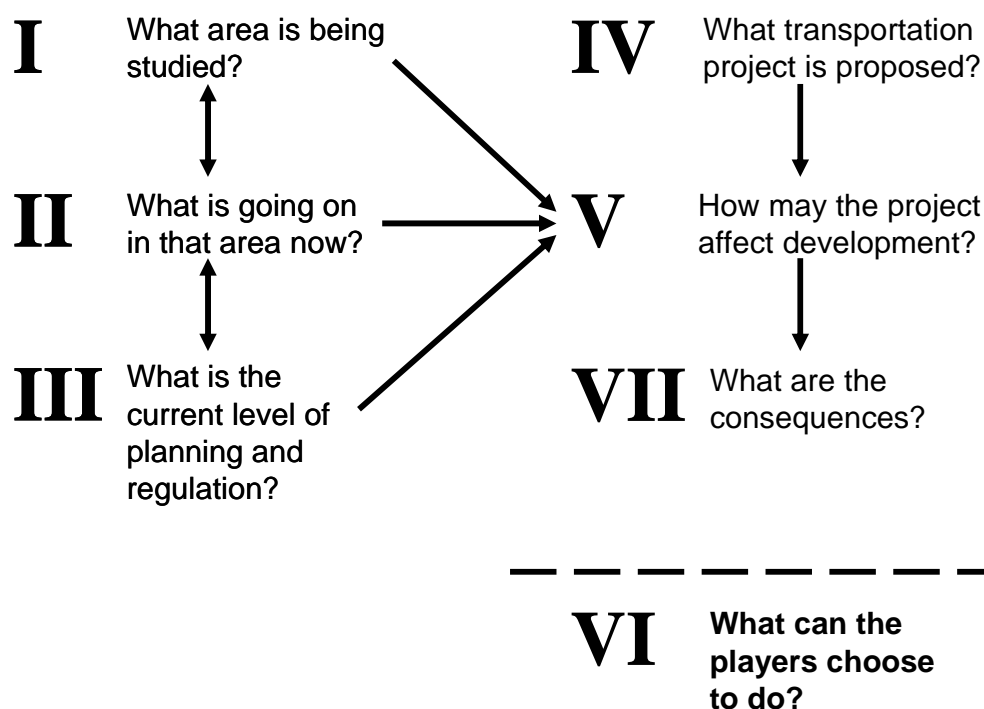 I
What area is being
studied?
II
What is going on
in that area now?
III
What is the
current level of
planning and
regulation?
IV
What transportation
project is proposed?
V
How may the project
affect development?
VII
What are the
consequences?
VI
What can the
players choose
to do?